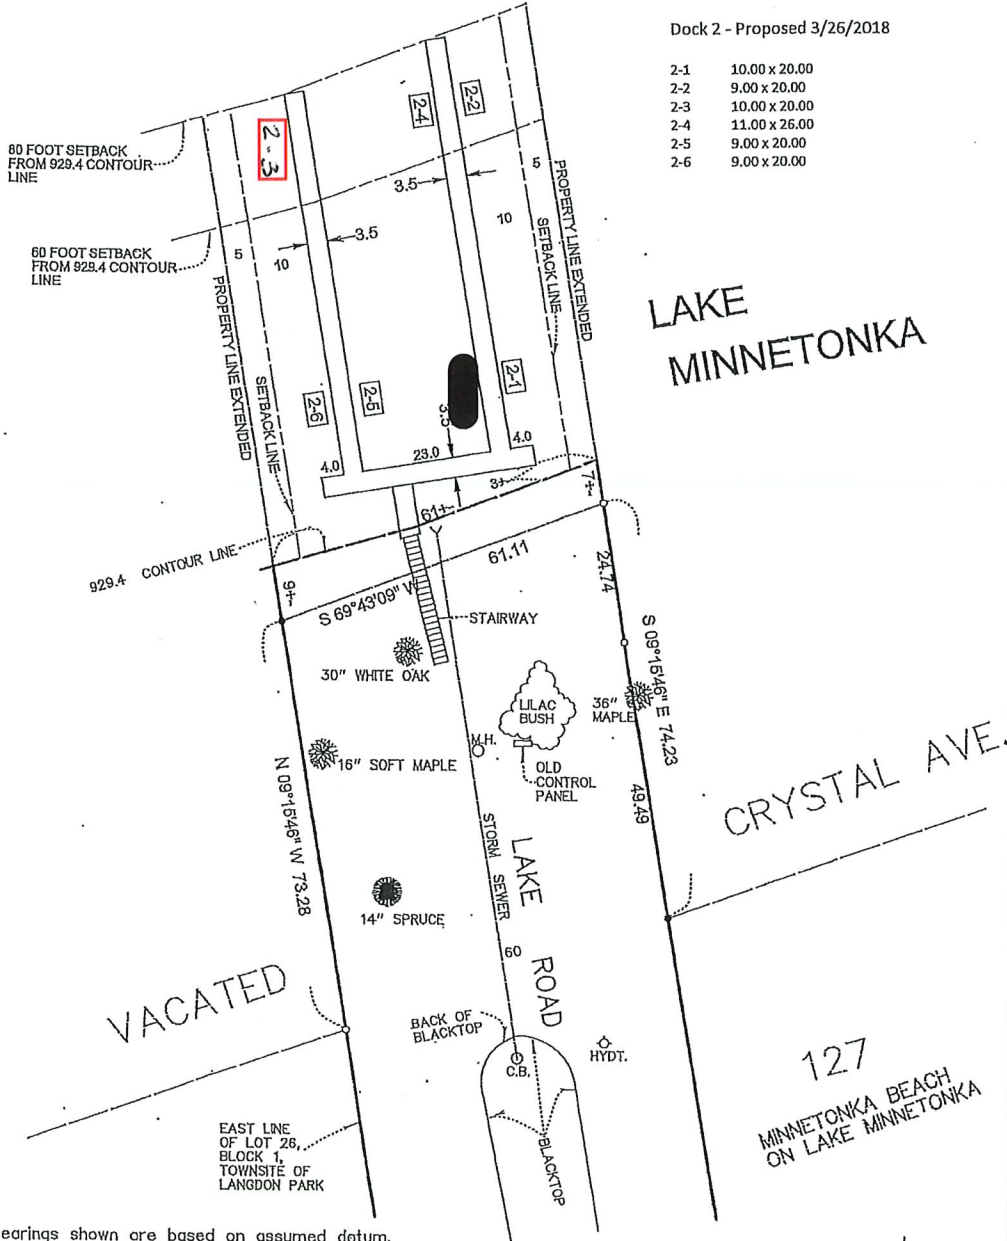 Dock 2 - Proposed 3/26/2018
2-1 10.00 x 20.00
2-2 9.00 x 20.00
2-3 10.00 x 20.00
2-4 11.00 x 26.00
2-5 9.00 x 20.00
2-6 9.00 x 20.00
80 FOOT SETBACK
FROM 929.4 CONTOUR
LINE
60 FOOT SETBACK
FROM 929.4 CONTOUR
LINE
2-3
2-4
2-2
3.5
3.5
5
10
5
10
PROPERTY LINE EXTENDED
SETBACK LINE
PROPERTY LINE EXTENDED
SETBACK LINE
LAKE
MINNETONKA
2-6
2-5
2-1
3.5
4.0
23.0
4.0
3+-
7+-
61+-
929.4 CONTOUR LINE
9+-
S 69°43'09" W
61.11
24.74
STAIRWAY
30" WHITE OAK
S 09°15'46" E 74.23
LILAC
BUSH
36"
MAPLE
M.H.
16" SOFT MAPLE
OLD
CONTROL
PANEL
N 09°15'46" W 73.28
49.49
CRYSTAL AVE.
STORM SEWER
LAKE
ROAD
14" SPRUCE
60
VACATED
BACK OF
BLACKTOP
C.B.
HYDT.
127
MINNETONKA BEACH
ON LAKE MINNETONKA
BLACKTOP
EAST LINE
OF LOT 26,
BLOCK 1,
TOWNSITE OF
LANGDON PARK
earings shown are based on assumed datum.